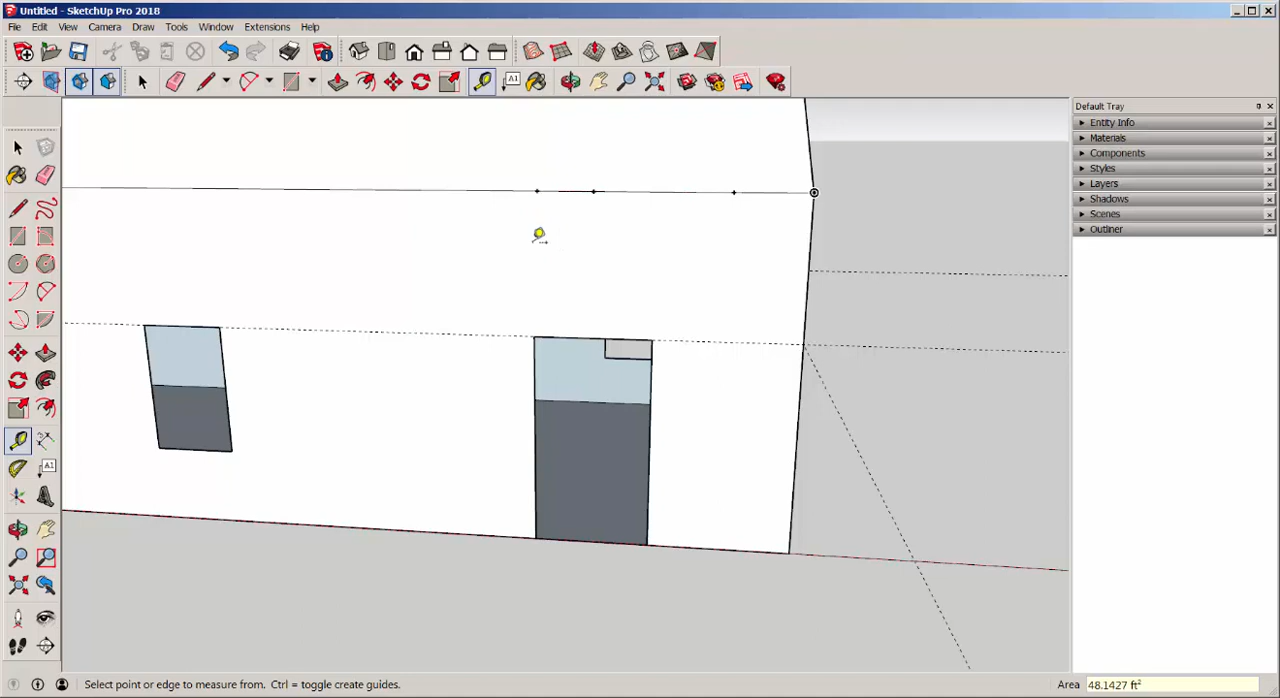 Untitled - SketchUp Pro 2018
File Edit View Camera Draw Tools Window Extensions Help
A1
Default Tray
Entity Info
Materials
Components
Styles
Layers
Shadows
Scenes
Outliner
A1
Select point or edge to measure from. Ctrl = toggle create guides.
Area 48.1427 ft²